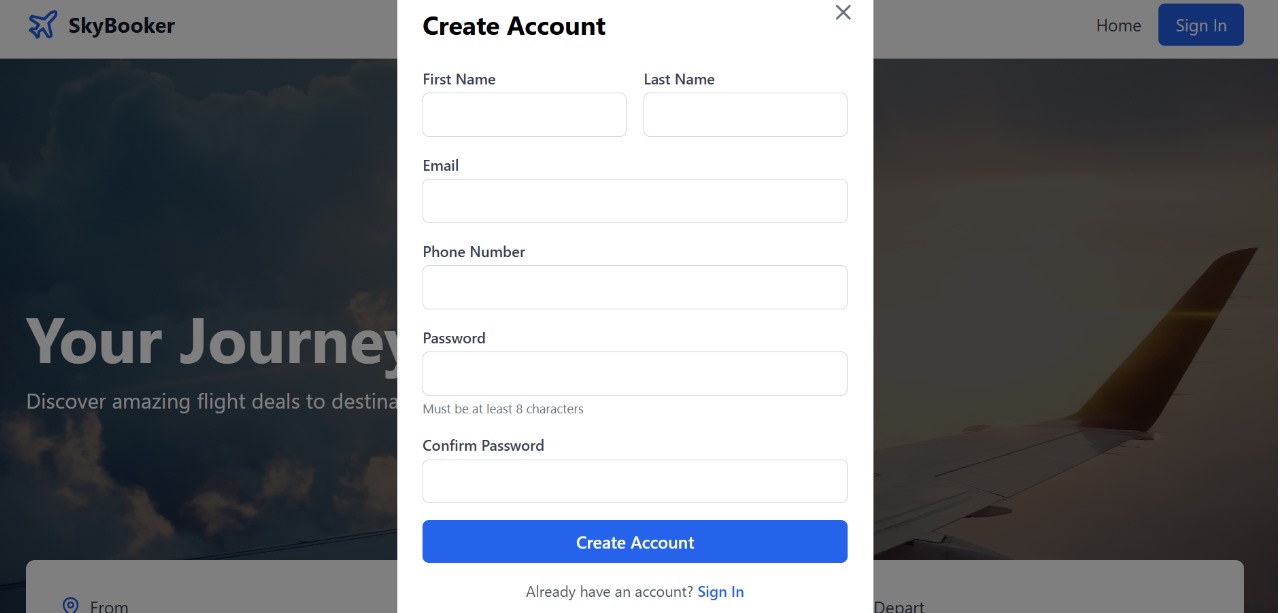 SkyBooker
Home
Sign In
Create Account
First Name
Last Name
Email
Phone Number
Password
Must be at least 8 characters
Confirm Password
Create Account
Already have an account? Sign In
Your Journey
Discover amazing flight deals to
From
Depart